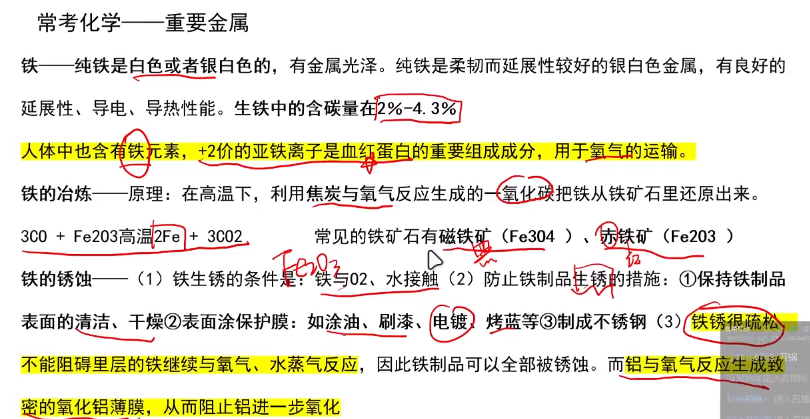 常考化学——重要金属
铁——纯铁是白色或者银白色的，有金属光泽。纯铁是柔韧而延展性较好的银白色金属，有良好的
延展性、导电、导热性能。生铁中的含碳量在2%-4.3%
人体中也含有铁元素，+2价的亚铁离子是血红蛋白的重要组成成分，用于氧气的运输。
铁的冶炼——原理：在高温下，利用焦炭与氧气反应生成的一氧化碳把铁从铁矿石里还原出来。
3CO + Fe2O3高温2Fe + 3CO2 常见的铁矿石有磁铁矿（Fe3O4 ）、赤铁矿（Fe2O3 ）
Fe2O3 黑 红
铁的锈蚀——（1）铁生锈的条件是：铁与O2、水接触（2）防止铁制品生锈的措施：①保持铁制品
表面的清洁、干燥②表面涂保护膜：如涂油、刷漆、电镀、烤蓝等③制成不锈钢（3）铁锈很疏松，
不能阻碍里层的铁继续与氧气、水蒸气反应，因此铁制品可以全部被锈蚀。而铝与氧气反应生成致
密的氧化铝薄膜，从而阻止铝进一步氧化